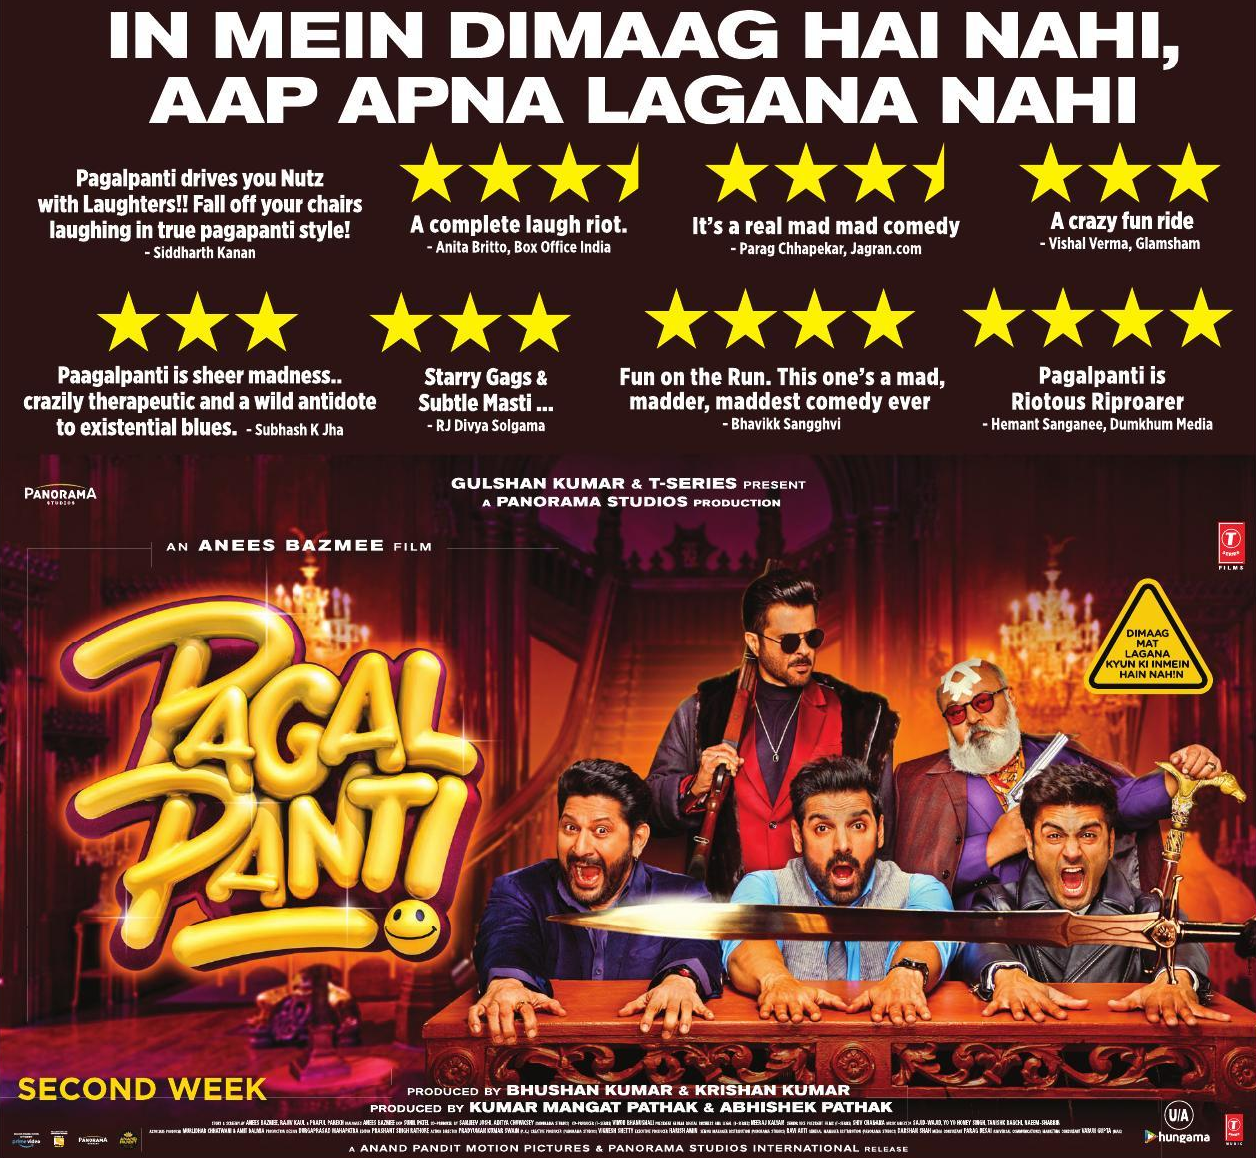 IN MEIN DIMAAG HAI NAHI,
AAP APNA LAGANA NAHI
Pagalpanti drives you Nutz
with Laughters!! Fall off your chairs
laughing in true pagapanti style!
- Siddharth Kanan
A complete laugh riot.
- Anita Britto, Box Office India
It's a real mad mad comedy
- Parag Chhapekar, Jagran.com
A crazy fun ride
- Vishal Verma, Glamsham
Paagalpanti is sheer madness..
crazily therapeutic and a wild antidote
to existential blues. - Subhash K Jha
Starry Gags &
Subtle Masti ...
- RJ Divya Solgama
Fun on the Run. This one's a mad,
madder, maddest comedy ever
- Bhavikk Sangghvi
Pagalpanti is
Riotous Riproarer
- Hemant Sanganee, Dumkhum Media
PANORAMA
STUDIOS
GULSHAN KUMAR & T-SERIES PRESENT
A PANORAMA STUDIOS PRODUCTION
AN ANEES BAZMEE FILM
T
SERIES
FILMS
PAGAL
PANTI
DIMAAG
MAT
LAGANA
KYUN KI INMEIN
HAIN NAH!N
SECOND WEEK
PRODUCED BY BHUSHAN KUMAR & KRISHAN KUMAR
PRODUCED BY KUMAR MANGAT PATHAK & ABHISHEK PATHAK
A ANAND PANDIT MOTION PICTURES & PANORAMA STUDIOS INTERNATIONAL RELEASE
prime video
PANORAMA
U/A
hungama
T
MUSIC